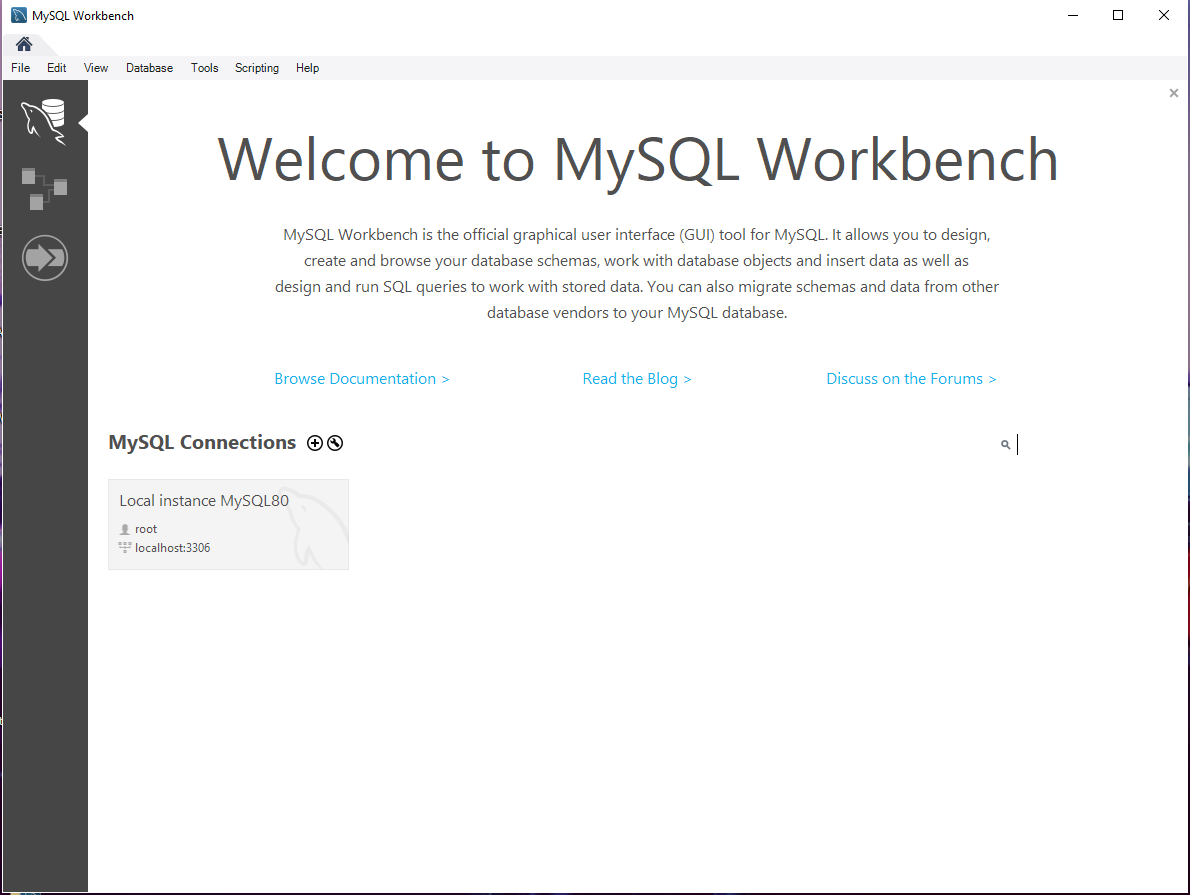 MySQL Workbench
File Edit View Database Tools Scripting Help
Welcome to MySQL Workbench
MySQL Workbench is the official graphical user interface (GUI) tool for MySQL. It allows you to design,
create and browse your database schemas, work with database objects and insert data as well as
design and run SQL queries to work with stored data. You can also migrate schemas and data from other
database vendors to your MySQL database.
Browse Documentation > Read the Blog > Discuss on the Forums >
MySQL Connections
Local instance MySQL80
root
localhost:3306